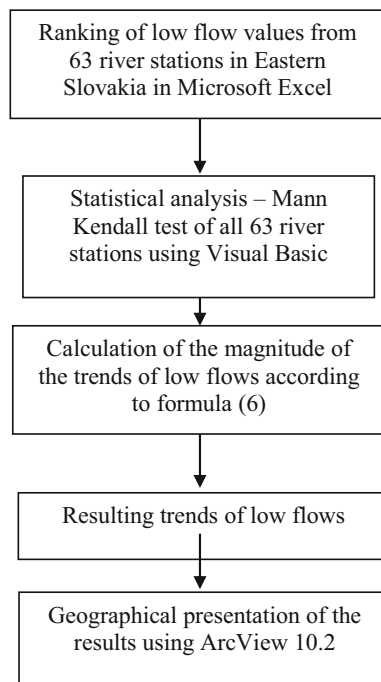 Ranking of low flow values from
63 river stations in Eastern
Slovakia in Microsoft Excel
Statistical analysis – Mann
Kendall test of all 63 river
stations using Visual Basic
Calculation of the magnitude of
the trends of low flows according
to formula (6)
Resulting trends of low flows
Geographical presentation of the
results using ArcView 10.2